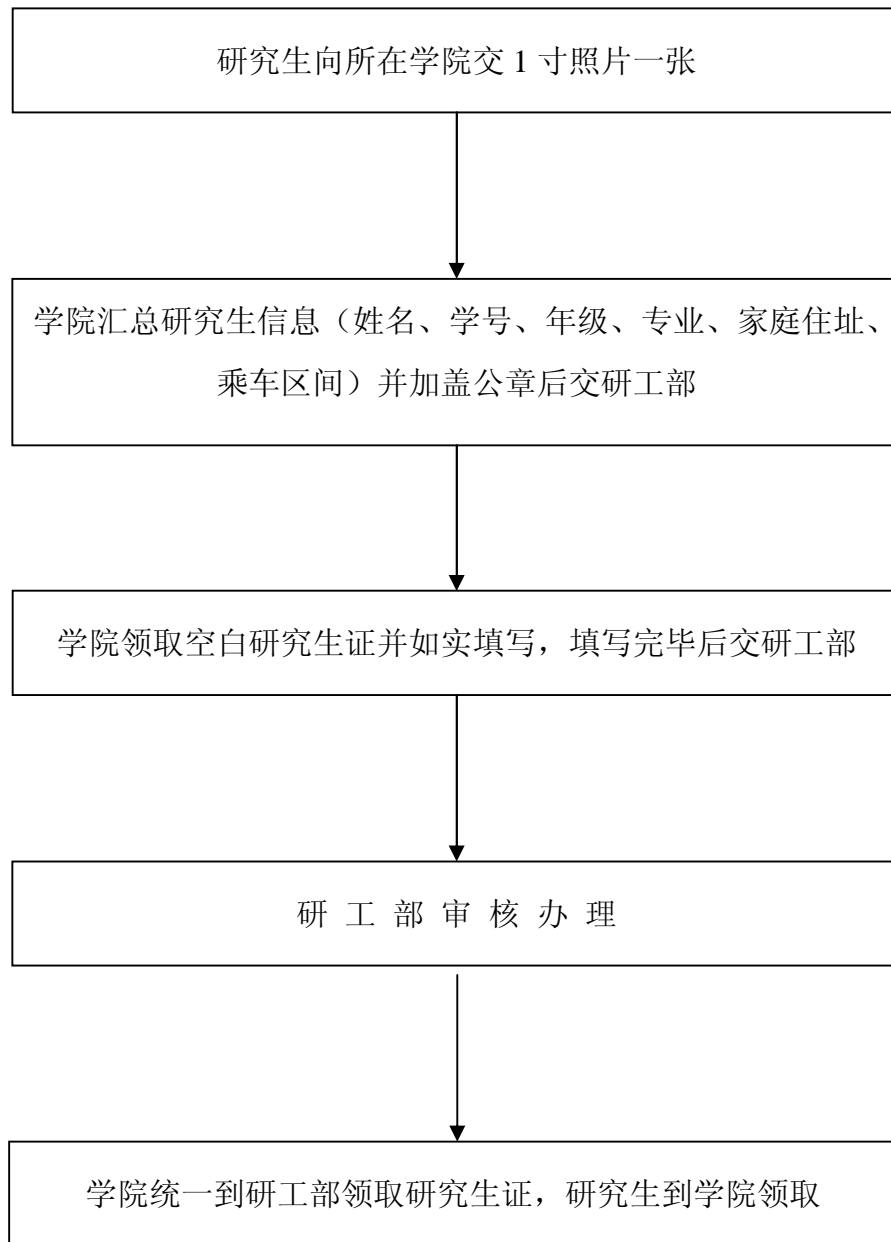 研究生向所在学院交 1 寸照片一张
学院汇总研究生信息（姓名、学号、年级、专业、家庭住址、
乘车区间）并加盖公章后交研工部
学院领取空白研究生证并如实填写，填写完毕后交研工部
研 工 部 审 核 办 理
学院统一到研工部领取研究生证，研究生到学院领取